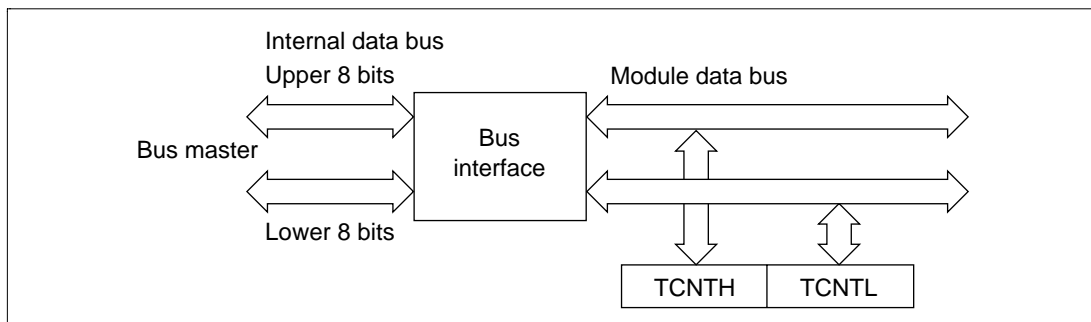 Internal data bus
Upper 8 bits
Module data bus
Bus master
Bus
interface
Lower 8 bits
TCNTH
TCNTL